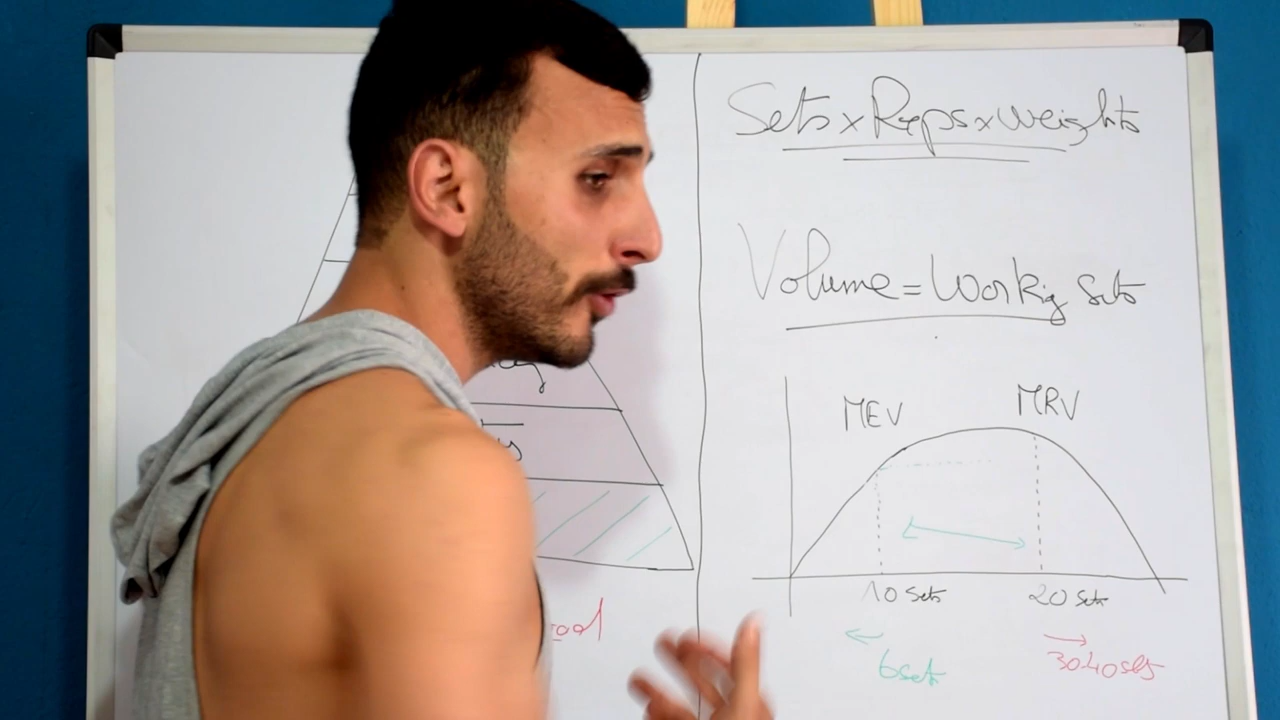 Sets x Reps x Weights
Volume = Working Sets
MEV
MRV
10 Sets
20 Sets
6 sets
30 40 sets